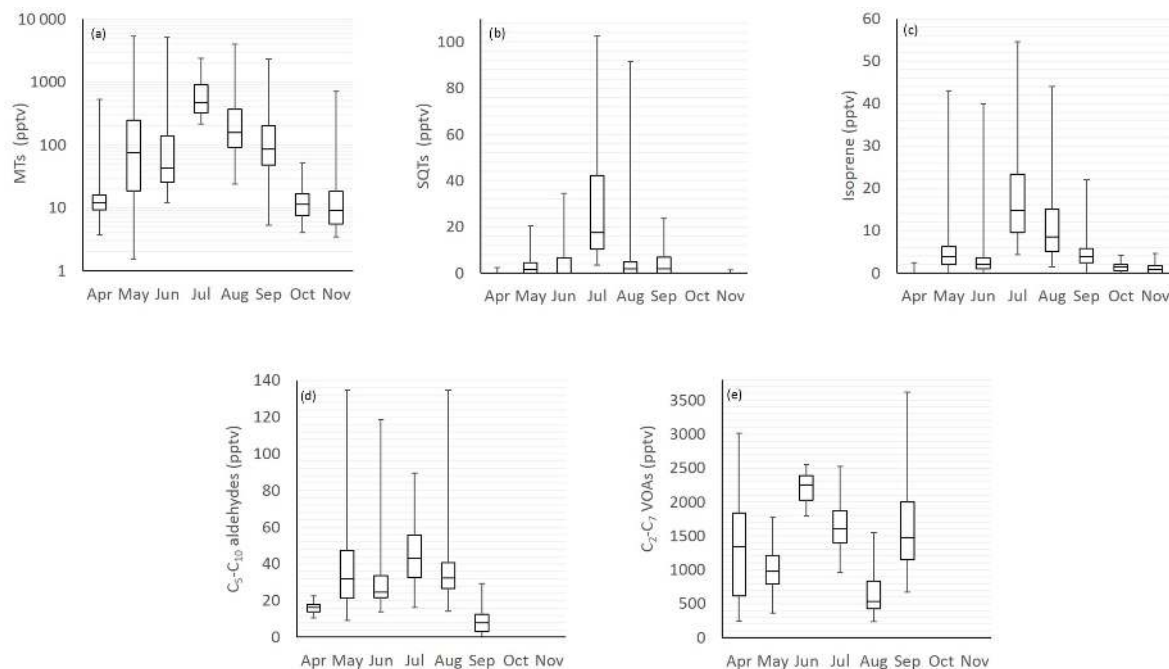 (a)
MTs (pptv)
10 000
1000
100
10
1
Apr May Jun Jul Aug Sep Oct Nov
(b)
SQTs (pptv)
100
80
60
40
20
0
Apr May Jun Jul Aug Sep Oct Nov
(c)
Isoprene (pptv)
60
50
40
30
20
10
0
Apr May Jun Jul Aug Sep Oct Nov
(d)
C₅-C₁₀ aldehydes (pptv)
140
120
100
80
60
40
20
0
Apr May Jun Jul Aug Sep Oct Nov
(e)
C₂-C₇ VOAs (pptv)
3500
3000
2500
2000
1500
1000
500
0
Apr May Jun Jul Aug Sep Oct Nov